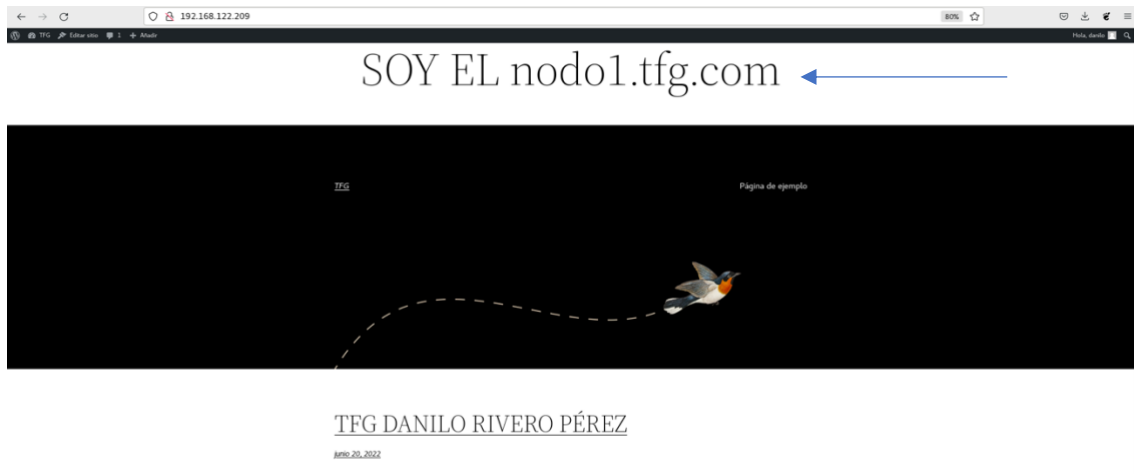 192.168.122.209 80%
TFG Editar sitio 1 + Añadir Hola, danilo
SOY EL nodo1.tfg.com
TFG Página de ejemplo
TFG DANILO RIVERO PÉREZ
junio 20, 2022